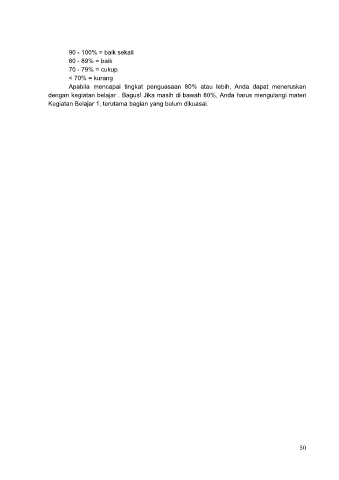 90 - 100% = baik sekali
80 - 89% = baik
70 - 79% = cukup
< 70% = kurang
Apabila mencapai tingkat penguasaan 80% atau lebih, Anda dapat meneruskan
dengan kegiatan belajar . Bagus! Jika masih di bawah 80%, Anda harus mengulangi materi
Kegiatan Belajar 1, terutama bagian yang belum dikuasai.
50